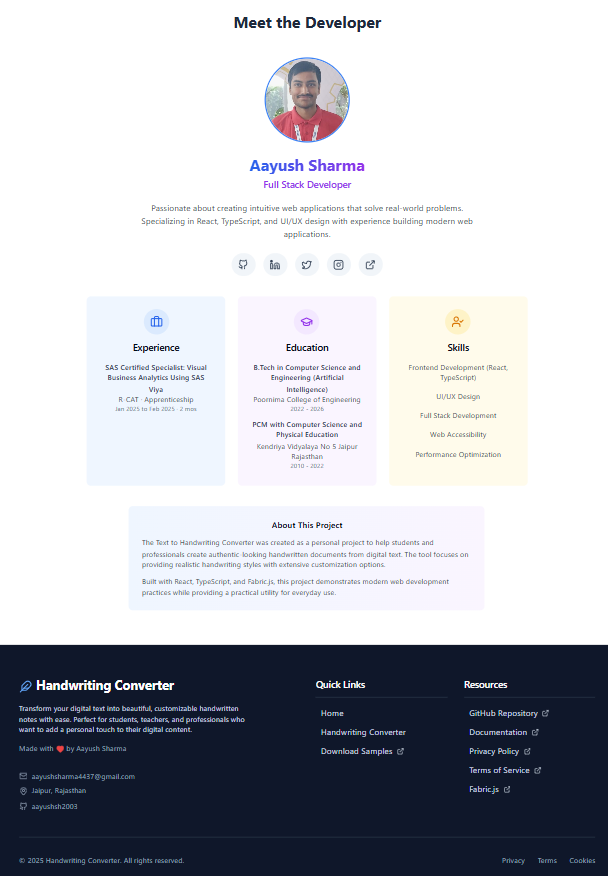 Meet the Developer
Aayush Sharma
Full Stack Developer
Passionate about creating intuitive web applications that solve real-world problems.
Specializing in React, TypeScript, and UI/UX design with experience building modern web
applications.
Experience
SAS Certified Specialist: Visual
Business Analytics Using SAS
Viya
R-CAT · Apprenticeship
Jan 2025 to Feb 2025 · 2 mos
Education
B.Tech in Computer Science and
Engineering (Artificial
Intelligence)
Poornima College of Engineering
2022 - 2026
PCM with Computer Science and
Physical Education
Kendriya Vidyalaya No 5 Jaipur
Rajasthan
2010 - 2022
Skills
Frontend Development (React,
TypeScript)
UI/UX Design
Full Stack Development
Web Accessibility
Performance Optimization
About This Project
The Text to Handwriting Converter was created as a personal project to help students and
professionals create authentic-looking handwritten documents from digital text. The tool focuses on
providing realistic handwriting styles with extensive customization options.
Built with React, TypeScript, and Fabric.js, this project demonstrates modern web development
practices while providing a practical utility for everyday use.
Handwriting Converter
Transform your digital text into beautiful, customizable handwritten
notes with ease. Perfect for students, teachers, and professionals who
want to add a personal touch to their digital content.
Made with ❤️ by Aayush Sharma
aayushsharma4437@gmail.com
Jaipur, Rajasthan
aayushsh2003
Quick Links
Home
Handwriting Converter
Download Samples
Resources
GitHub Repository
Documentation
Privacy Policy
Terms of Service
Fabric.js
© 2025 Handwriting Converter. All rights reserved.
Privacy Terms Cookies